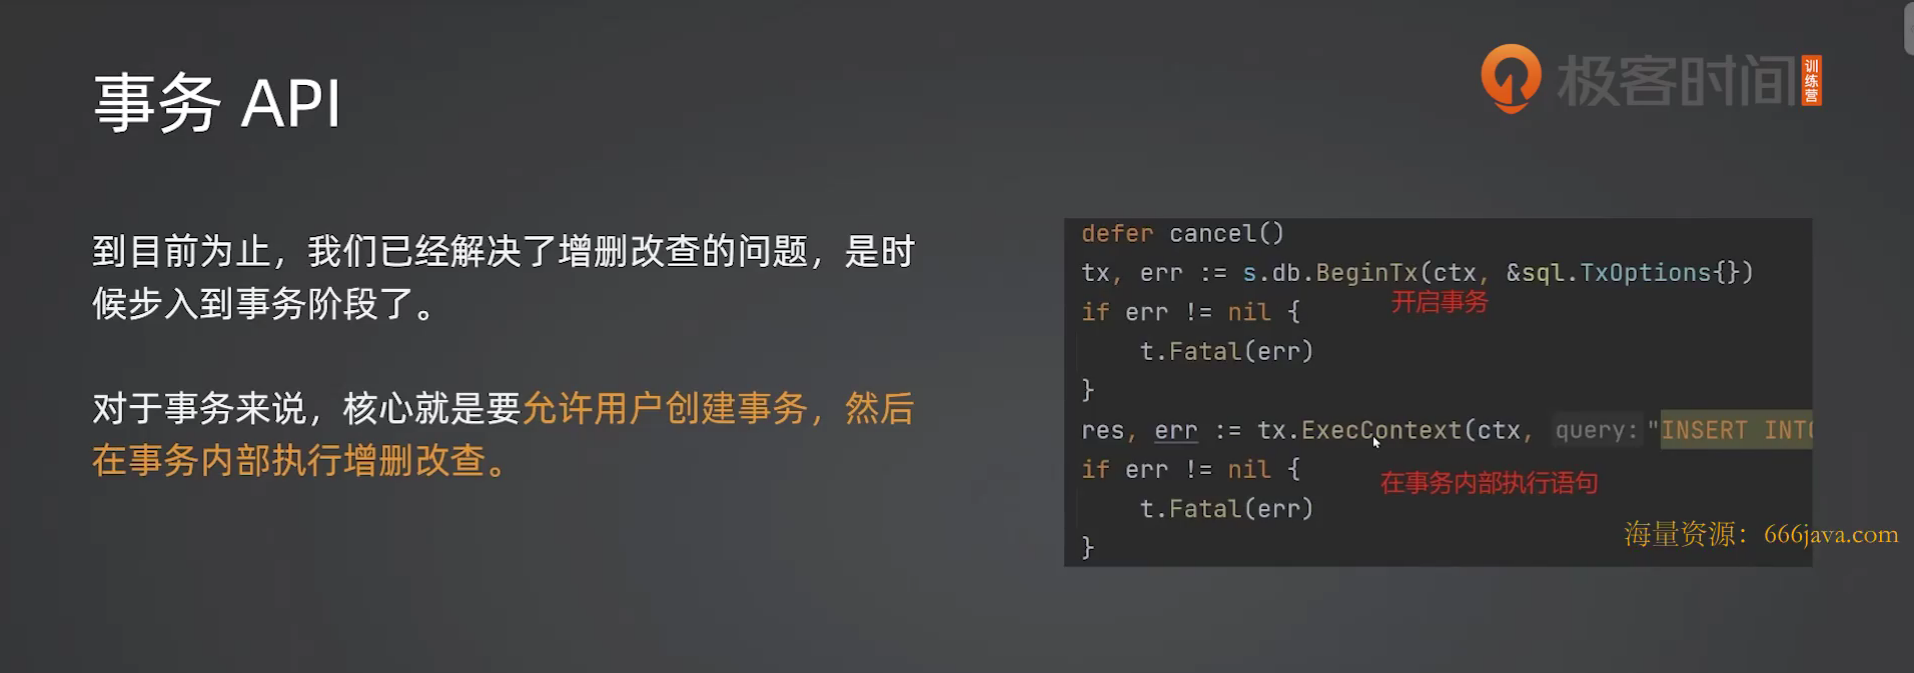 事务 API
极客时间
训练营
到目前为止，我们已经解决了增删改查的问题，是时
候步入到事务阶段了。
对于事务来说，核心就是要允许用户创建事务，然后
在事务内部执行增删改查。
defer cancel()
tx, err := s.db.BeginTx(ctx, &sql.TxOptions{})
开启事务
if err != nil {
t.Fatal(err)
}
res, err := tx.ExecContext(ctx, query: "INSERT INTO
if err != nil {
在事务内部执行语句
t.Fatal(err)
}
海量资源：666java.com